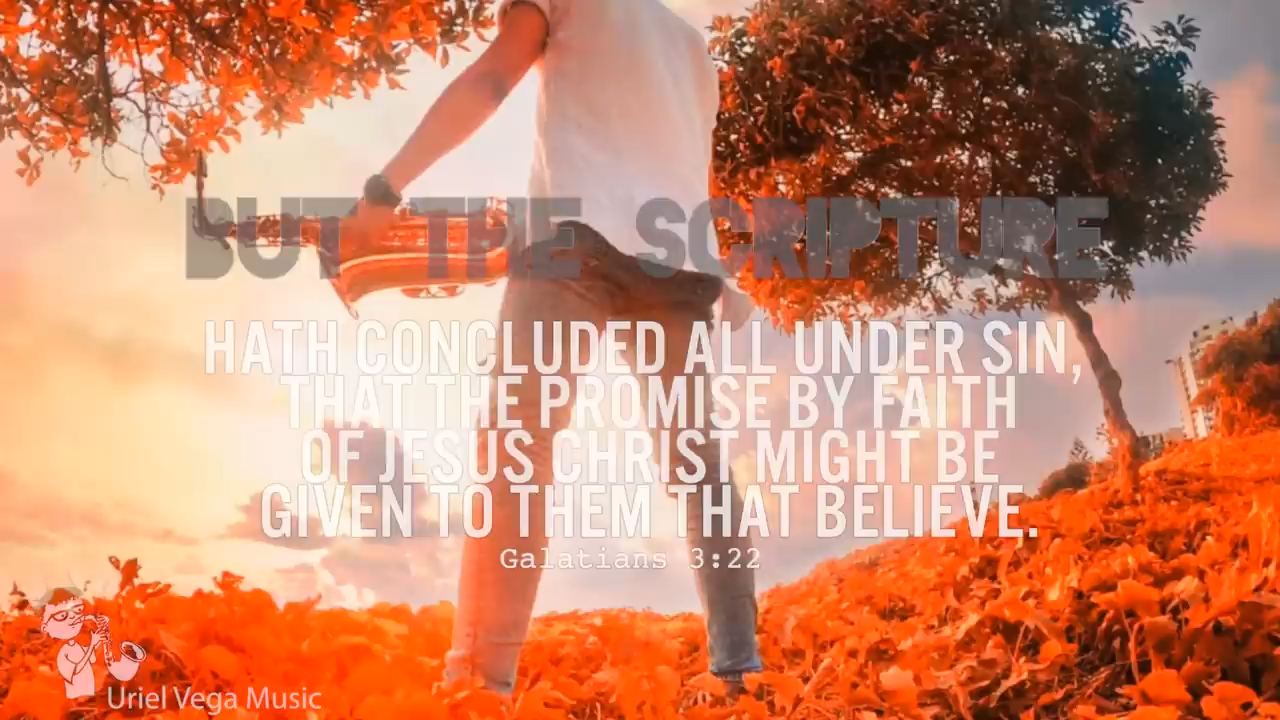 BUT THE SCRIPTURE
HATH CONCLUDED ALL UNDER SIN,
THAT THE PROMISE BY FAITH
OF JESUS CHRIST MIGHT BE
GIVEN TO THEM THAT BELIEVE.
Galatians 3:22
Uriel Vega Music